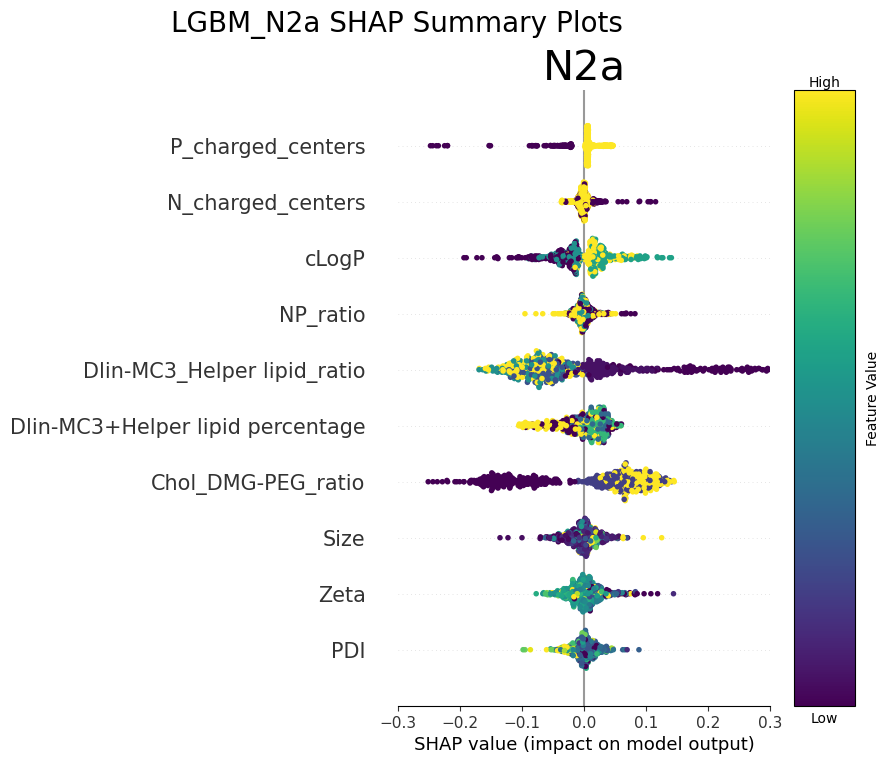 LGBM_N2a SHAP Summary Plots
N2a
High
P_charged_centers
N_charged_centers
cLogP
NP_ratio
Dlin-MC3_Helper lipid_ratio
Dlin-MC3+Helper lipid percentage
Chol_DMG-PEG_ratio
Size
Zeta
PDI
Feature Value
Low
−0.3 −0.2 −0.1 0.0 0.1 0.2 0.3
SHAP value (impact on model output)